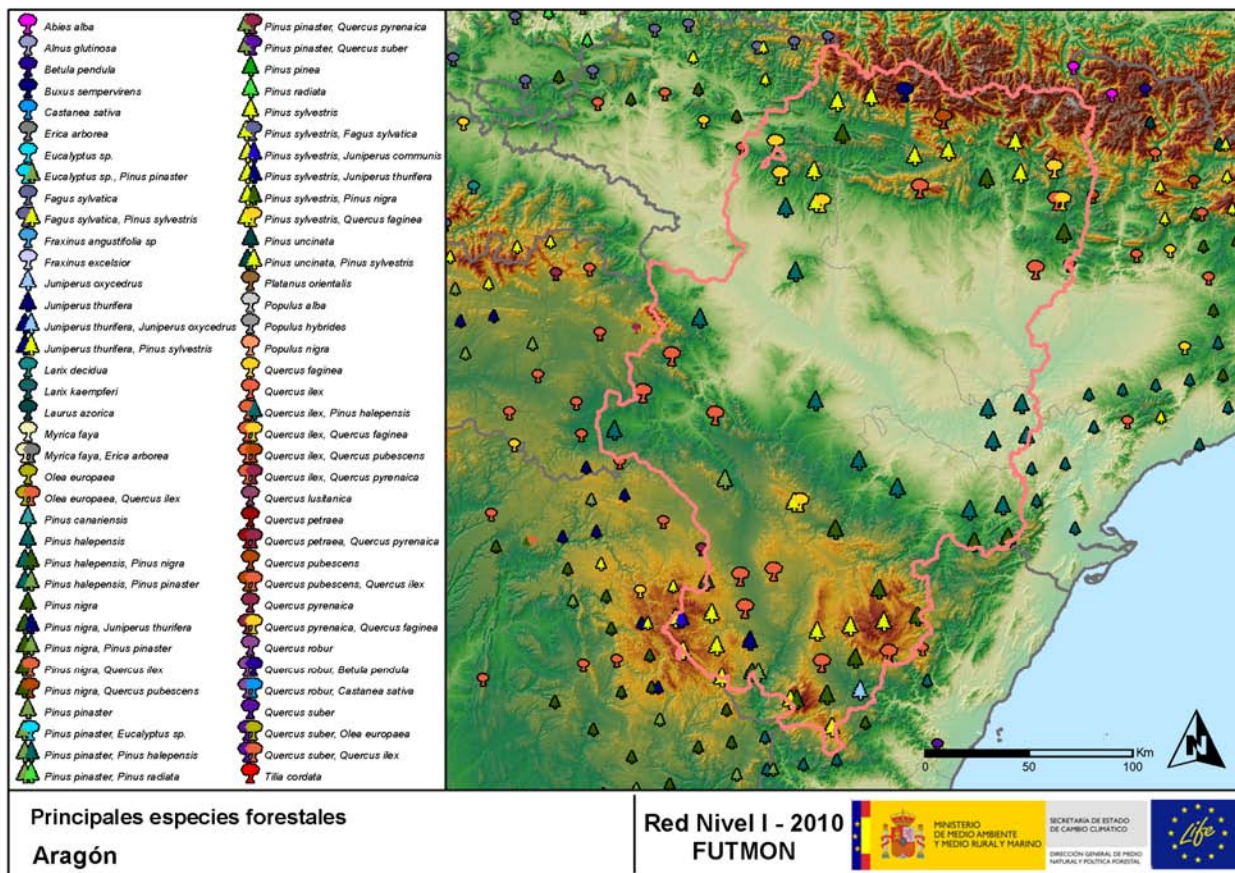 Abies alba
Alnus glutinosa
Betula pendula
Buxus sempervirens
Castanea sativa
Erica arborea
Eucalyptus sp.
Eucalyptus sp., Pinus pinaster
Fagus sylvatica
Fagus sylvatica, Pinus sylvestris
Fraxinus angustifolia sp
Fraxinus excelsior
Juniperus oxycedrus
Juniperus thurifera
Juniperus thurifera, Juniperus oxycedrus
Juniperus thurifera, Pinus sylvestris
Larix decidua
Larix kaempferi
Laurus azorica
Myrica faya
Myrica faya, Erica arborea
Olea europaea
Olea europaea, Quercus ilex
Pinus canariensis
Pinus halepensis
Pinus halepensis, Pinus nigra
Pinus halepensis, Pinus pinaster
Pinus nigra
Pinus nigra, Juniperus thurifera
Pinus nigra, Pinus pinaster
Pinus nigra, Quercus ilex
Pinus nigra, Quercus pubescens
Pinus pinaster
Pinus pinaster, Eucalyptus sp.
Pinus pinaster, Pinus halepensis
Pinus pinaster, Pinus radiata
Pinus pinaster, Quercus pyrenaica
Pinus pinaster, Quercus suber
Pinus pinea
Pinus radiata
Pinus sylvestris
Pinus sylvestris, Fagus sylvatica
Pinus sylvestris, Juniperus communis
Pinus sylvestris, Juniperus thurifera
Pinus sylvestris, Pinus nigra
Pinus sylvestris, Quercus faginea
Pinus uncinata
Pinus uncinata, Pinus sylvestris
Platanus orientalis
Populus alba
Populus hybrides
Populus nigra
Quercus faginea
Quercus ilex
Quercus ilex, Pinus halepensis
Quercus ilex, Quercus faginea
Quercus ilex, Quercus pubescens
Quercus ilex, Quercus pyrenaica
Quercus lusitanica
Quercus petraea
Quercus petraea, Quercus pyrenaica
Quercus pubescens
Quercus pubescens, Quercus ilex
Quercus pyrenaica
Quercus pyrenaica, Quercus faginea
Quercus robur
Quercus robur, Betula pendula
Quercus robur, Castanea sativa
Quercus suber
Quercus suber, Olea europaea
Quercus suber, Quercus ilex
Tilia cordata
Km
0 50 100
N
Principales especies forestales
Aragón
Red Nivel I - 2010
FUTMON
MINISTERIO
DE MEDIO AMBIENTE
Y MEDIO RURAL Y MARINO
SECRETARÍA DE ESTADO
DE CAMBIO CLIMÁTICO
DIRECCIÓN GENERAL DE MEDIO
NATURAL Y POLÍTICA FORESTAL
Life